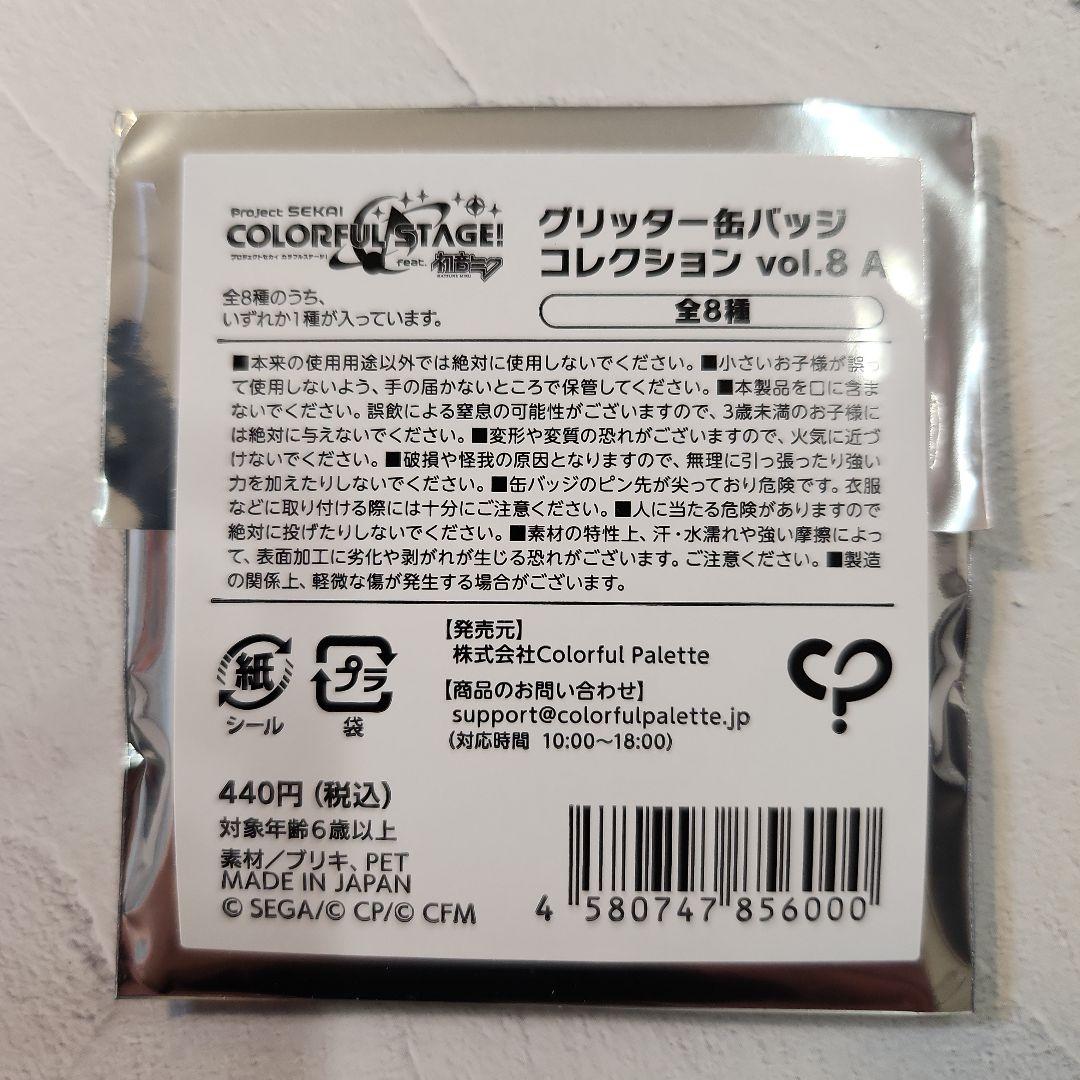 Project SEKAI
COLORFUL STAGE!
プロジェクトセカイ カラフルステージ!
feat. 初音ミク
HATSUNE MIKU
グリッター缶バッジ
コレクション vol.8 A
全8種のうち、
いずれか1種が入っています。
全8種
■本来の使用用途以外では絶対に使用しないでください。■小さいお子様が誤っ
て使用しないよう、手の届かないところで保管してください。■本製品を口に含ま
ないでください。誤飲による窒息の可能性がございますので、3歳未満のお子様に
は絶対に与えないでください。■変形や変質の恐れがございますので、火気に近づ
けないでください。■破損や怪我の原因となりますので、無理に引っ張ったり強い
力を加えたりしないでください。■缶バッジのピン先が尖っており危険です。衣服
などに取り付ける際には十分にご注意ください。■人に当たる危険がありますので
絶対に投げたりしないでください。■素材の特性上、汗・水濡れや強い摩擦によっ
て、表面加工に劣化や剥がれが生じる恐れがございます。ご注意ください。■製造
の関係上、軽微な傷が発生する場合がございます。
紙
シール
プラ
袋
【発売元】
株式会社Colorful Palette
【商品のお問い合わせ】
support@colorfulpalette.jp
(対応時間 10:00〜18:00)
440円(税込)
対象年齢6歳以上
素材/ブリキ、PET
MADE IN JAPAN
© SEGA/© CP/© CFM
4 580747 856000